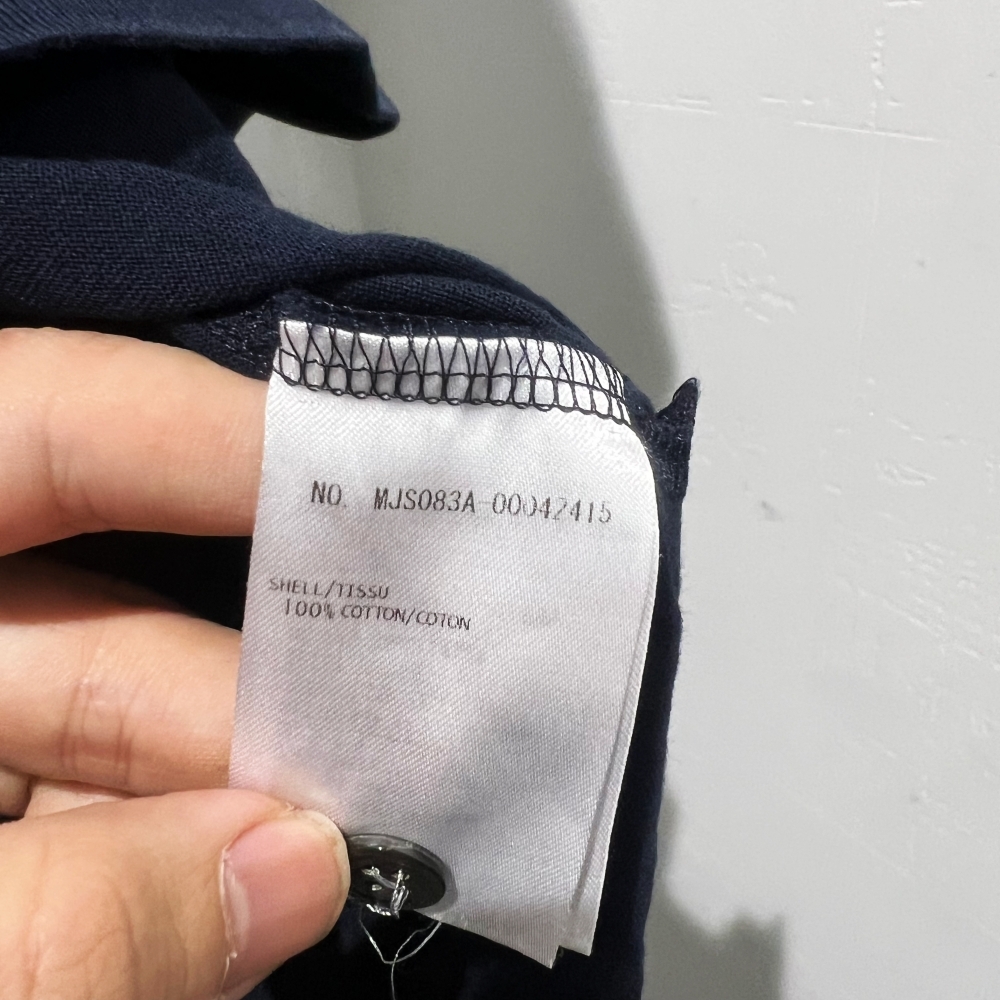 NO. MJS083A-00042415
SHELL/TISSU
100% COTTON/COTON